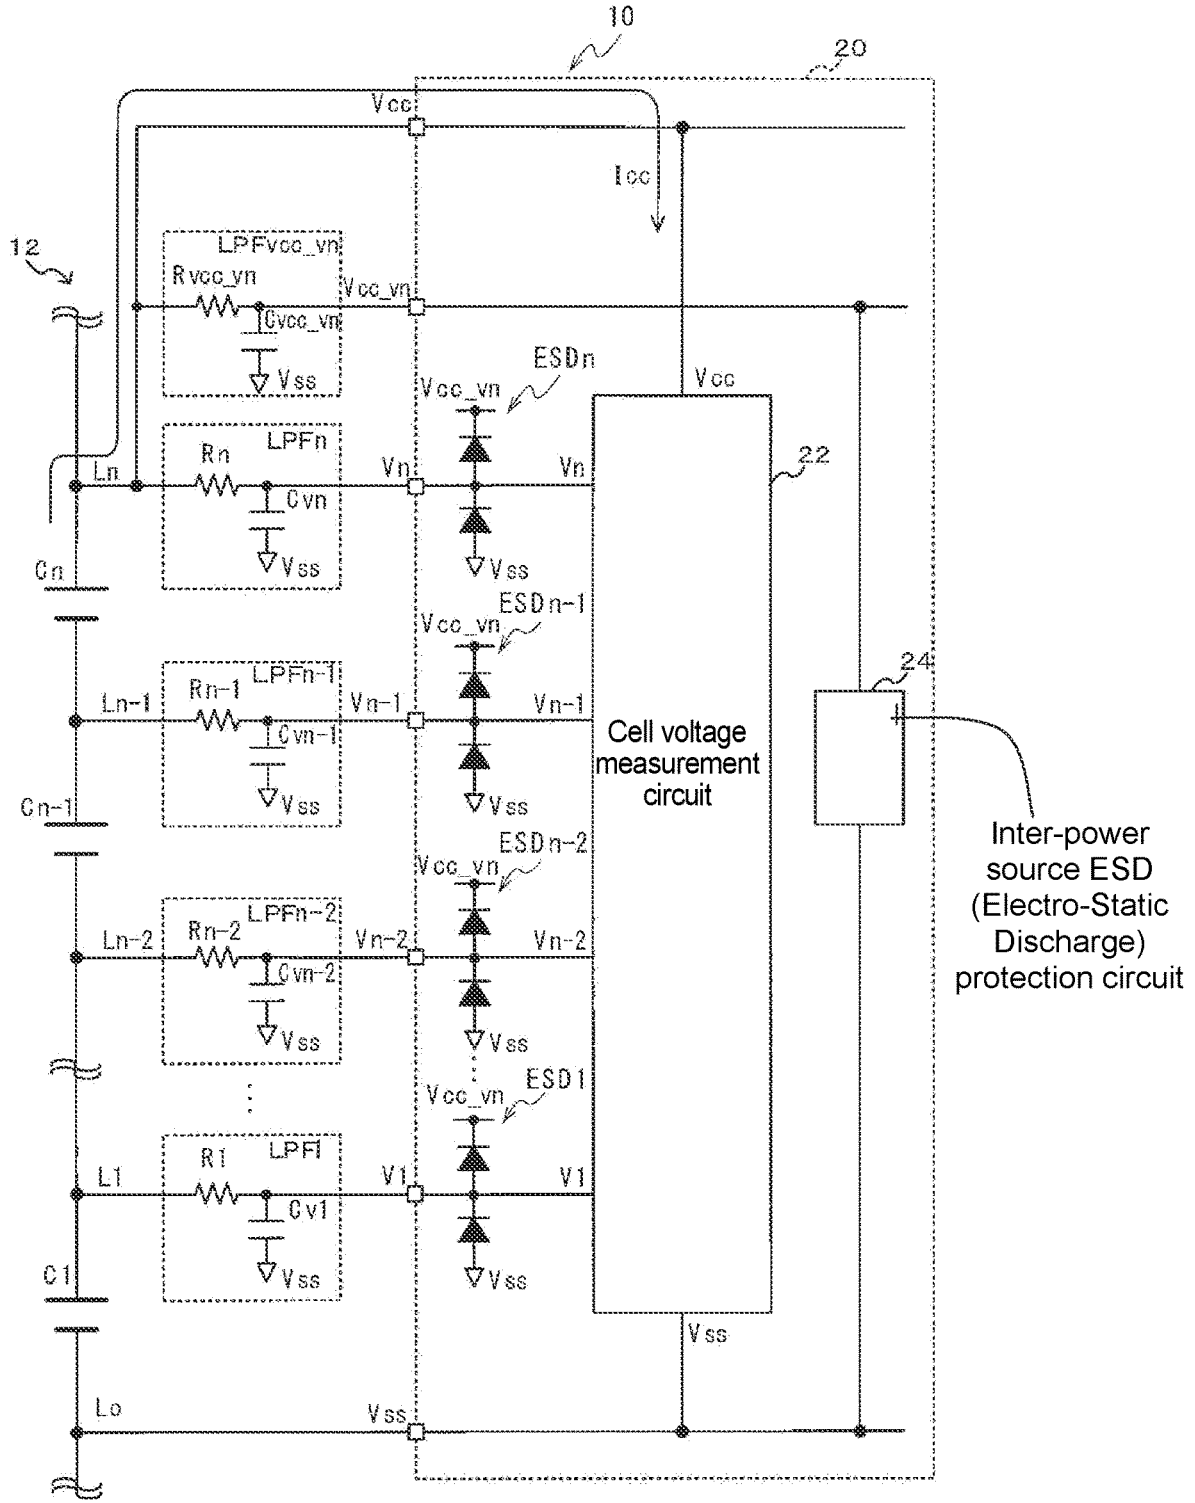 10
20
Vcc
Icc
12
LPFvcc_vn
Rvcc_vn
Vcc_vn
Cvcc_vn
Vss
ESDn
Vcc_vn
Vcc
LPFn
Ln
Rn
Vn
Vn
22
Cvn
Vss
Vss
Cn
ESDn-1
Vcc_vn
LPFn-1
24
Ln-1
Rn-1
Vn-1
Vn-1
Cvn-1
Vss
Vss
Cell voltage
measurement
circuit
Cn-1
ESDn-2
Vcc_vn
Inter-power
source ESD
(Electro-Static
Discharge)
protection circuit
LPFn-2
Ln-2
Rn-2
Vn-2
Vn-2
Cvn-2
Vss
Vss
ESD1
Vcc_vn
LPF1
L1
R1
V1
V1
Cv1
Vss
Vss
C1
Vss
Lo
Vss